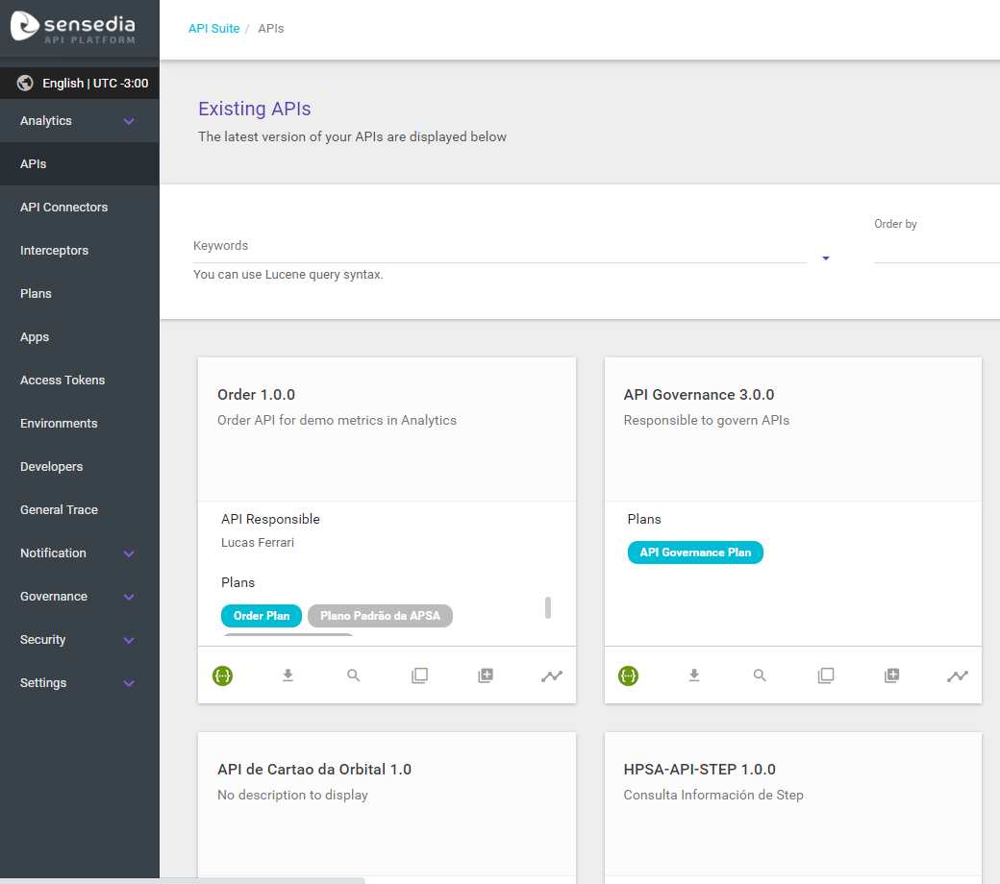 sensedia
API PLATFORM
English | UTC -3:00
Analytics
APIs
API Connectors
Interceptors
Plans
Apps
Access Tokens
Environments
Developers
General Trace
Notification
Governance
Security
Settings
API Suite / APIs
Existing APIs
The latest version of your APIs are displayed below
Keywords
You can use Lucene query syntax.
Order by
Order 1.0.0
Order API for demo metrics in Analytics
API Responsible
Lucas Ferrari
Plans
Order Plan Plano Padrão da APSA
API Governance 3.0.0
Responsible to govern APIs
Plans
API Governance Plan
API de Cartao da Orbital 1.0
No description to display
HPSA-API-STEP 1.0.0
Consulta Información de Step